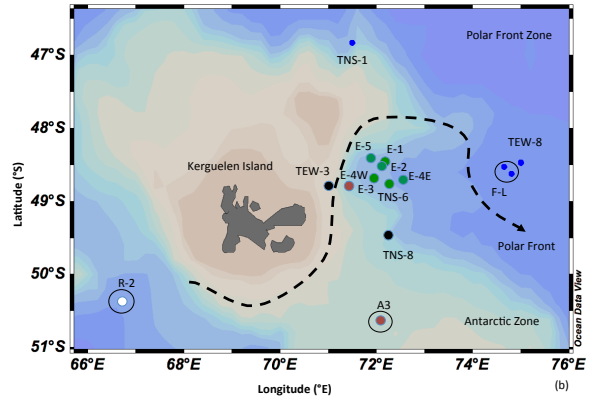 47°S
48°S
49°S
50°S
51°S
Latitude (°S)
Polar Front Zone
TNS-1
E-5
E-1
E-2
TEW-8
Kerguelen Island
TEW-3
E-4W
E-4E
E-3
TNS-6
F-L
TNS-8
Polar Front
R-2
A3
Antarctic Zone
Ocean Data View
66°E
68°E
70°E
72°E
74°E
76°E
Longitude (°E)
(b)